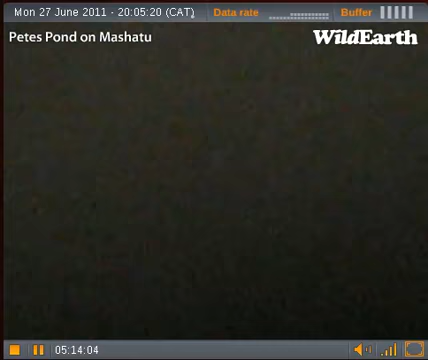 Mon 27 June 2011 - 20:05:20 (CAT) Data rate Buffer
Petes Pond on Mashatu WildEarth
05:14:04